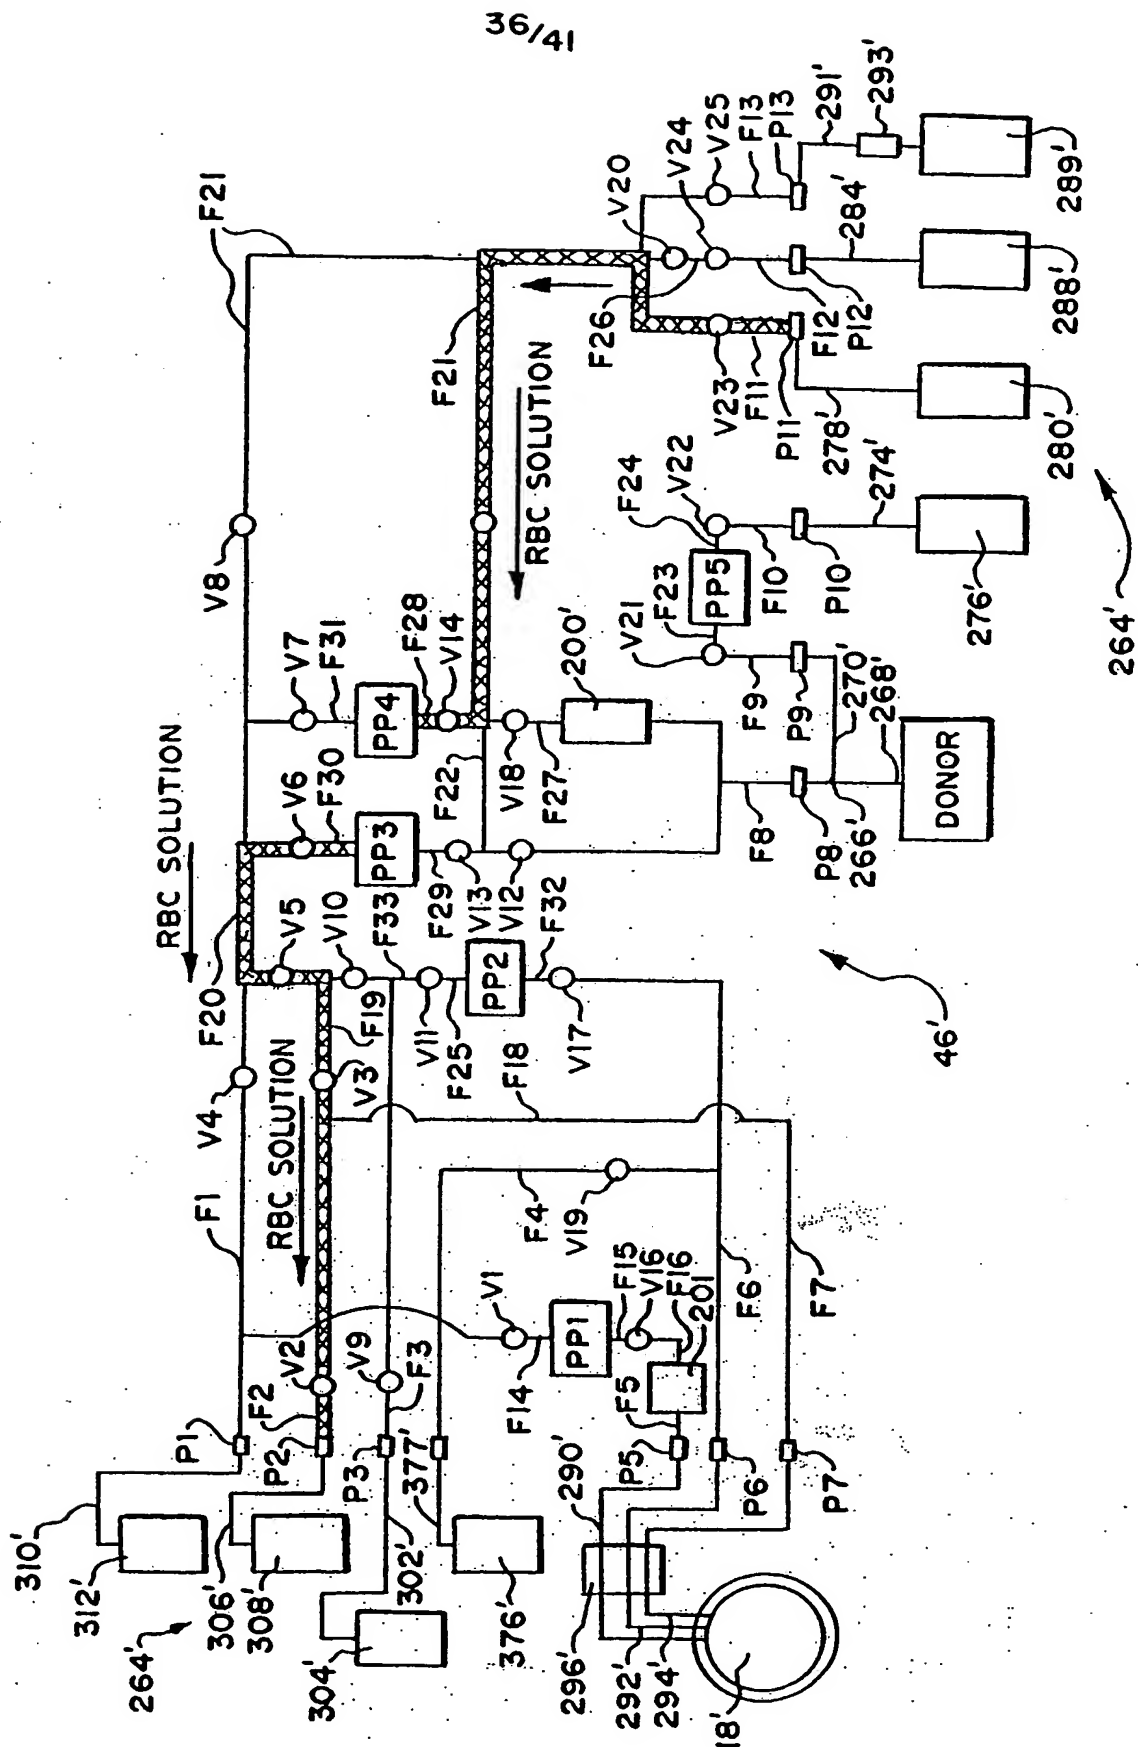 36/41
310'
312'
264'
306'
308'
304'
302'
377'
376'
290'
296'
292'
294'
18'
P1
P2
P3
P5
P6
P7
F2
V2
V9
F3
F5
201
F14
PP1
V1
F15
V16
F16
F6
F7
F1
V4
RBC SOLUTION
V3
F19
F18
F4
V19
F20
V5
V10
F33
V11
F25
PP2
F32
V17
RBC SOLUTION
V6
F30
PP3
F29
V13
V12
F22
V7
F31
PP4
F28
V14
V18
F27
200'
V8
F21
F21
RBC SOLUTION
F8
P8
266'
268'
270'
DONOR
46'
V21
F23
PP5
F24
V22
F9
P9
F10
P10
274'
276'
264'
F26
V20
V24
V25
V23
F11
P11
278'
280'
F12
P12
284'
288'
F13
P13
291'
293'
289'